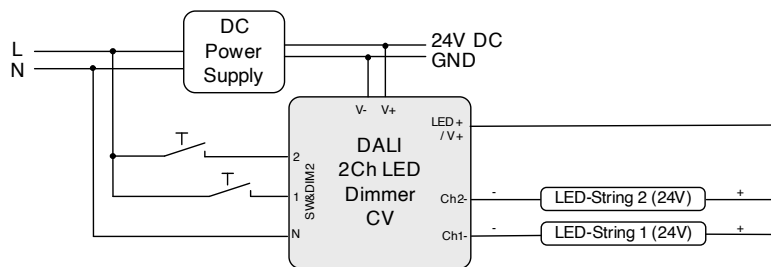 DC
Power
Supply
L
N
24V DC
GND
V- V+
LED+
/ V+
DALI
2Ch LED
Dimmer
CV
T
2
T
1
SW&DIM2
N
Ch2- - LED-String 2 (24V) +
Ch1- - LED-String 1 (24V) +